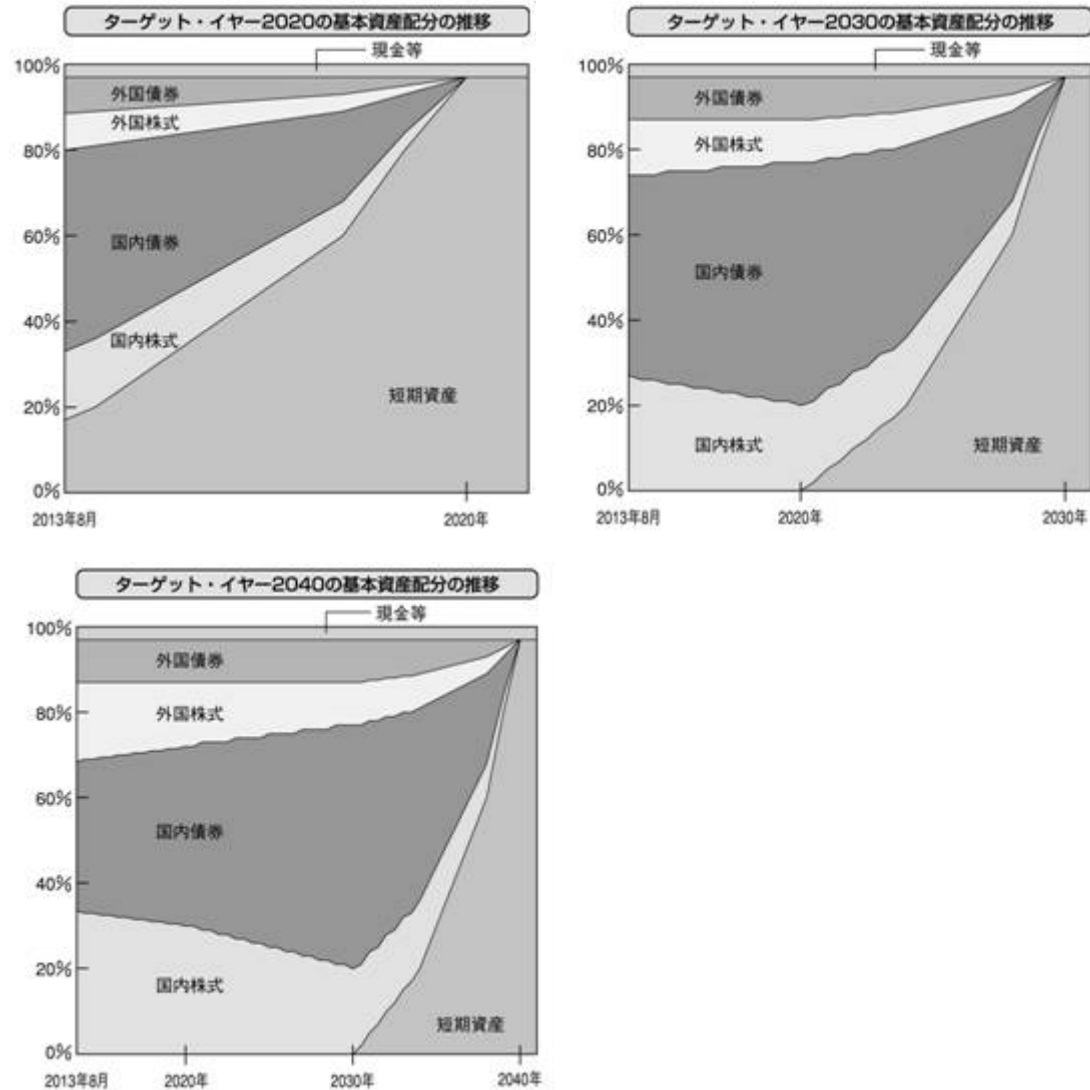 ターゲット・イヤー2020の基本資産配分の推移
現金等
100%
外国債券
外国株式
80%
60%
国内債券
40%
国内株式
短期資産
20%
0%
2013年8月
2020年
ターゲット・イヤー2030の基本資産配分の推移
現金等
100%
外国債券
外国株式
80%
60%
国内債券
40%
20%
国内株式
短期資産
0%
2013年8月
2020年
2030年
ターゲット・イヤー2040の基本資産配分の推移
現金等
100%
外国債券
外国株式
80%
60%
国内債券
40%
20%
国内株式
短期資産
0%
2013年8月
2020年
2030年
2040年